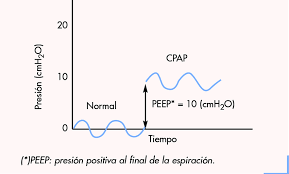 20
Presión (cmH2O)
CPAP
10
Normal
PEEP* = 10 (cmH2O)
0
Tiempo
(*)PEEP: presión positiva al final de la espiración.